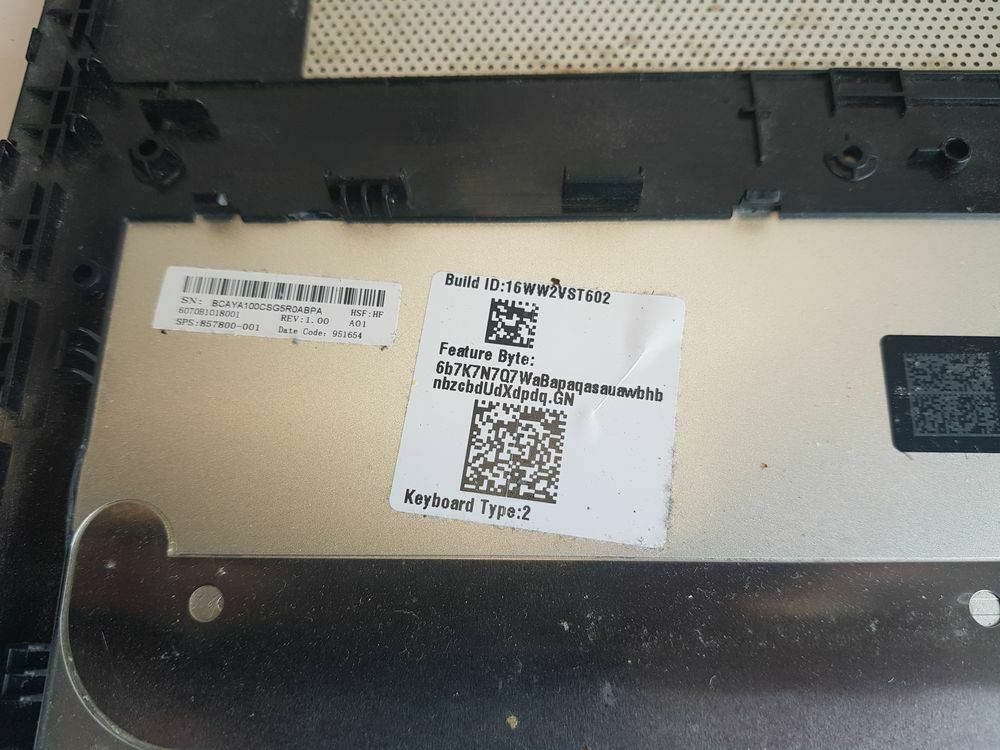 SN: BCAYA100CSG5R0ABPA HSF:HF
6070B1018001 REV:1.00 A01
SPS:857800-001 Date Code: 951654
Build ID:16WW2VST602
Feature Byte:
6b7K7N7Q7WaBapaqasauawbhb
nbzcbdUdXdpdq.GN
Keyboard Type:2